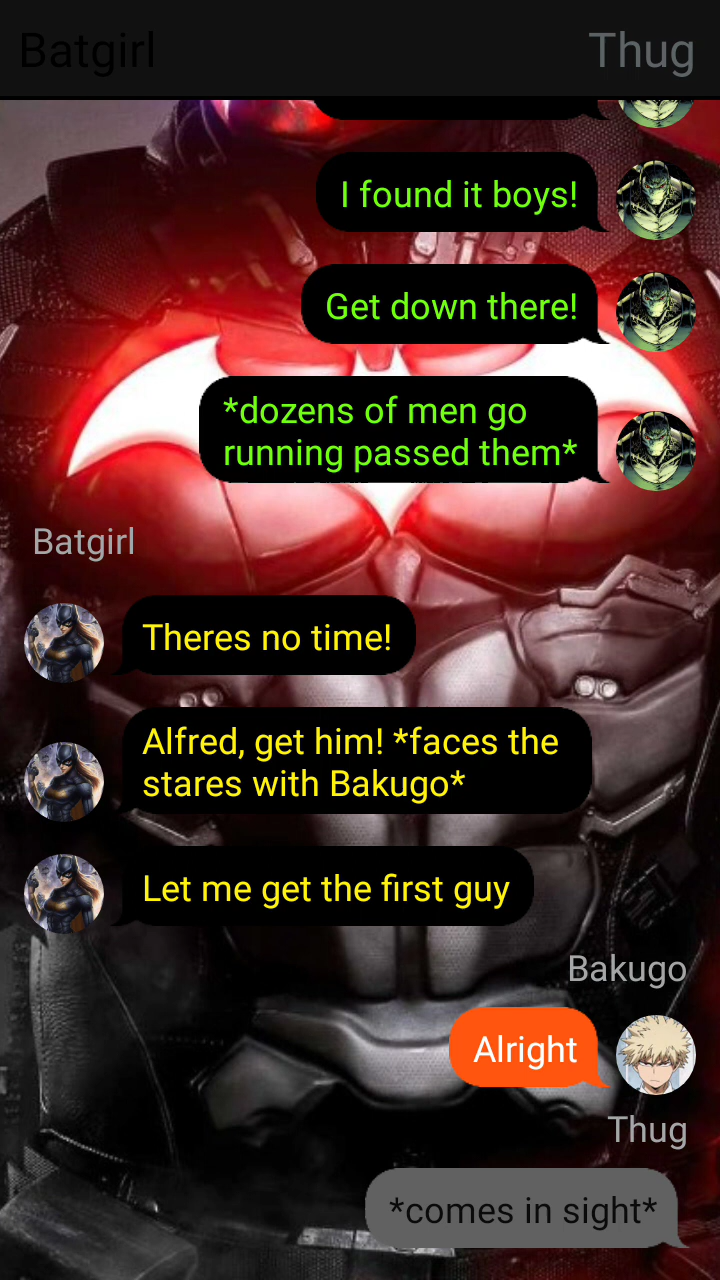 Batgirl
Thug
I found it boys!
Get down there!
*dozens of men go
running passed them*
Batgirl
Theres no time!
Alfred, get him! *faces the
stares with Bakugo*
Let me get the first guy
Bakugo
Alright
Thug
*comes in sight*